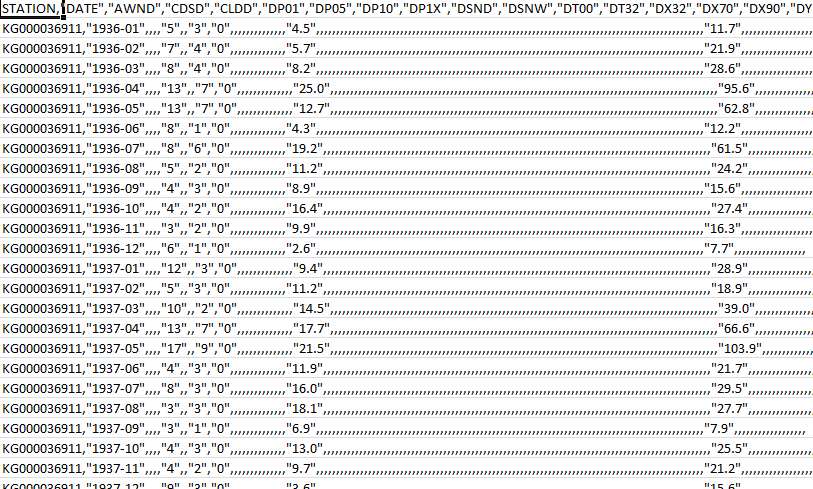 STATION,"DATE","AWND","CDSD","CLDD","DP01","DP05","DP10","DP1X","DSND","DSNW","DT00","DT32","DX32","DX70","DX90","DY
KG000036911,"1936-01",,,,"5",,"3","0",,,,,,,,,,,,,"4.5",,,,,,,,,,,,,,,,"11.7",,,,
KG000036911,"1936-02",,,,"7",,"4","0",,,,,,,,,,,,,"5.7",,,,,,,,,,,,,,,,"21.9",,,,
KG000036911,"1936-03",,,,"8",,"4","0",,,,,,,,,,,,,"8.2",,,,,,,,,,,,,,,,"28.6",,,,
KG000036911,"1936-04",,,,"13",,"7","0",,,,,,,,,,,,,"25.0",,,,,,,,,,,,,,,,"95.6",,,,
KG000036911,"1936-05",,,,"13",,"7","0",,,,,,,,,,,,,"12.7",,,,,,,,,,,,,,,,"62.8",,,,
KG000036911,"1936-06",,,,"8",,"1","0",,,,,,,,,,,,,"4.3",,,,,,,,,,,,,,,,"12.2",,,,
KG000036911,"1936-07",,,,"8",,"6","0",,,,,,,,,,,,,"19.2",,,,,,,,,,,,,,,,"61.5",,,,
KG000036911,"1936-08",,,,"5",,"2","0",,,,,,,,,,,,,"11.2",,,,,,,,,,,,,,,,"24.2",,,,
KG000036911,"1936-09",,,,"4",,"3","0",,,,,,,,,,,,,"8.9",,,,,,,,,,,,,,,,"15.6",,,,
KG000036911,"1936-10",,,,"4",,"2","0",,,,,,,,,,,,,"16.4",,,,,,,,,,,,,,,,"27.4",,,,
KG000036911,"1936-11",,,,"3",,"2","0",,,,,,,,,,,,,"9.9",,,,,,,,,,,,,,,,"16.3",,,,
KG000036911,"1936-12",,,,"6",,"1","0",,,,,,,,,,,,,"2.6",,,,,,,,,,,,,,,,"7.7",,,,
KG000036911,"1937-01",,,,"12",,"3","0",,,,,,,,,,,,,"9.4",,,,,,,,,,,,,,,,"28.9",,,,
KG000036911,"1937-02",,,,"5",,"3","0",,,,,,,,,,,,,"11.2",,,,,,,,,,,,,,,,"18.9",,,,
KG000036911,"1937-03",,,,"10",,"2","0",,,,,,,,,,,,,"14.5",,,,,,,,,,,,,,,,"39.0",,,,
KG000036911,"1937-04",,,,"13",,"7","0",,,,,,,,,,,,,"17.7",,,,,,,,,,,,,,,,"66.6",,,,
KG000036911,"1937-05",,,,"17",,"9","0",,,,,,,,,,,,,"21.5",,,,,,,,,,,,,,,,"103.9",,,,
KG000036911,"1937-06",,,,"4",,"3","0",,,,,,,,,,,,,"11.9",,,,,,,,,,,,,,,,"21.7",,,,
KG000036911,"1937-07",,,,"8",,"3","0",,,,,,,,,,,,,"16.0",,,,,,,,,,,,,,,,"29.5",,,,
KG000036911,"1937-08",,,,"3",,"3","0",,,,,,,,,,,,,"18.1",,,,,,,,,,,,,,,,"27.7",,,,
KG000036911,"1937-09",,,,"3",,"1","0",,,,,,,,,,,,,"6.9",,,,,,,,,,,,,,,,"7.9",,,,
KG000036911,"1937-10",,,,"4",,"3","0",,,,,,,,,,,,,"13.0",,,,,,,,,,,,,,,,"25.5",,,,
KG000036911,"1937-11",,,,"4",,"2","0",,,,,,,,,,,,,"9.7",,,,,,,,,,,,,,,,"21.2",,,,
KG000036911,"1937-12",,,,"9",,"3","0",,,,,,,,,,,,,"3.6",,,,,,,,,,,,,,,,"15.6",,,,